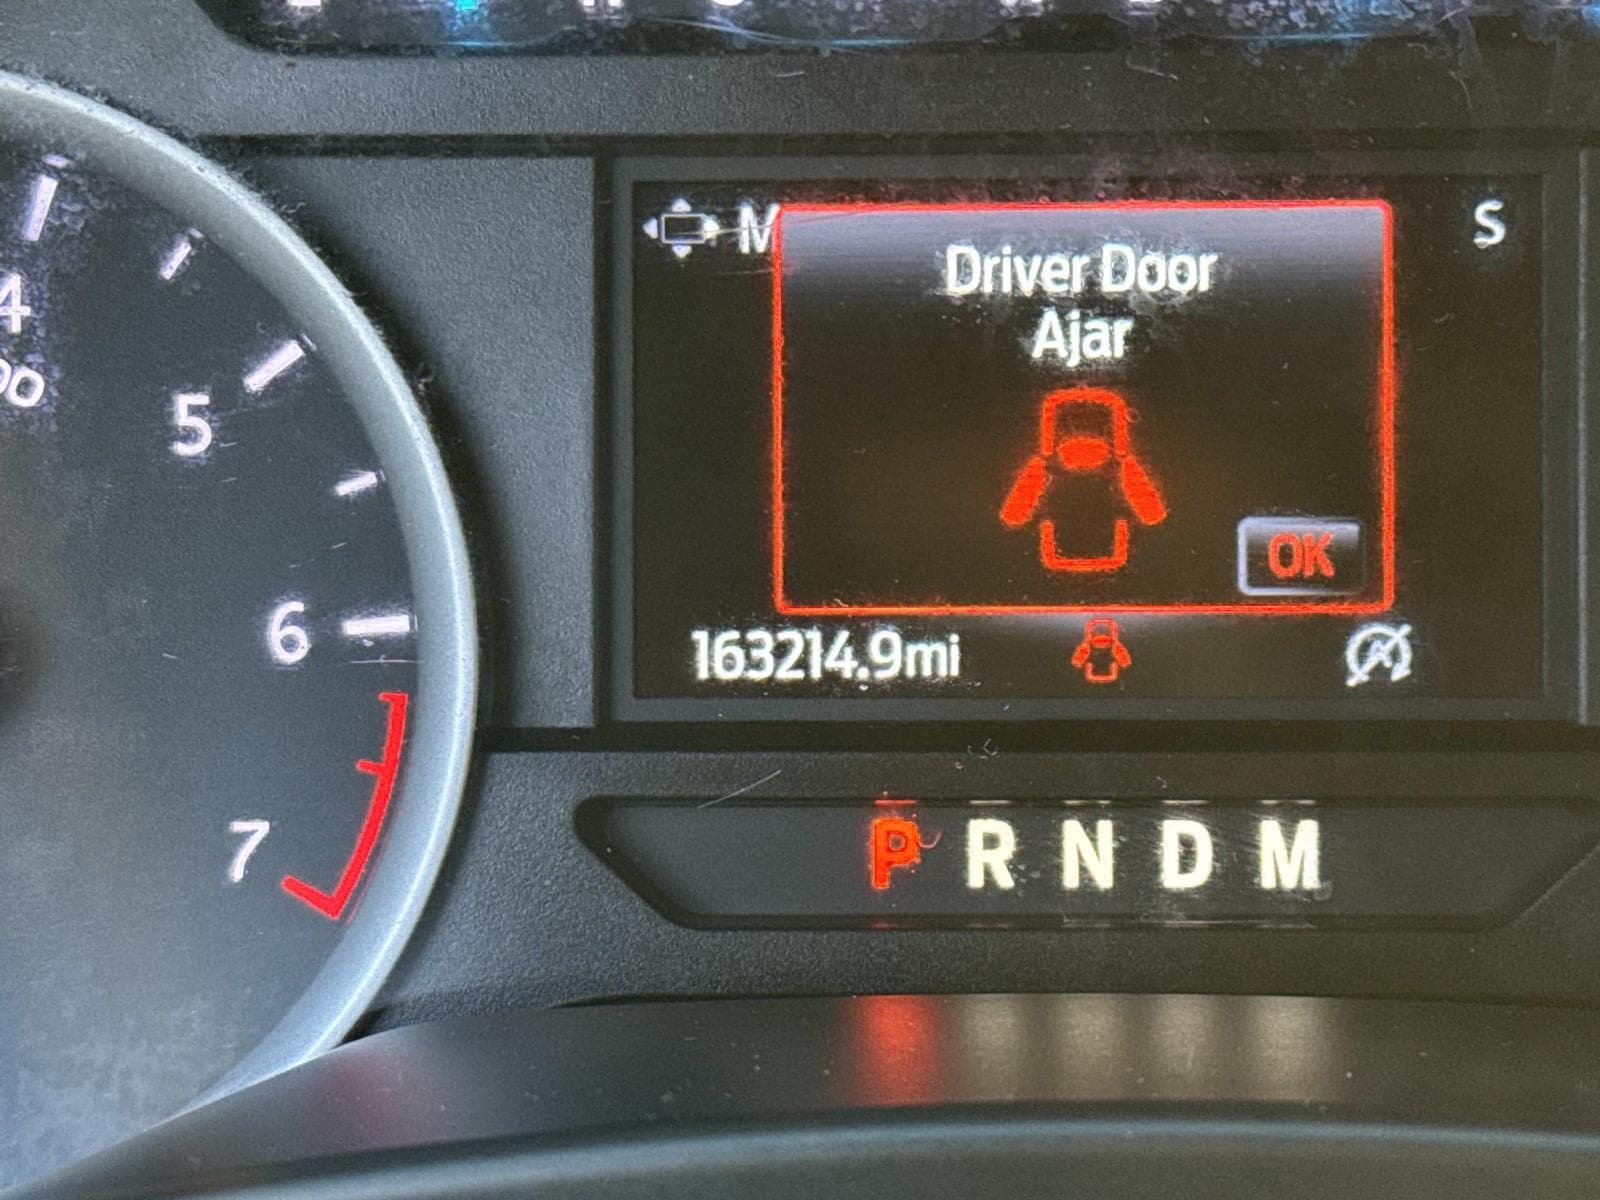 M
S
Driver Door
Ajar
OK
163214.9mi
4
5
6
7
P R N D M